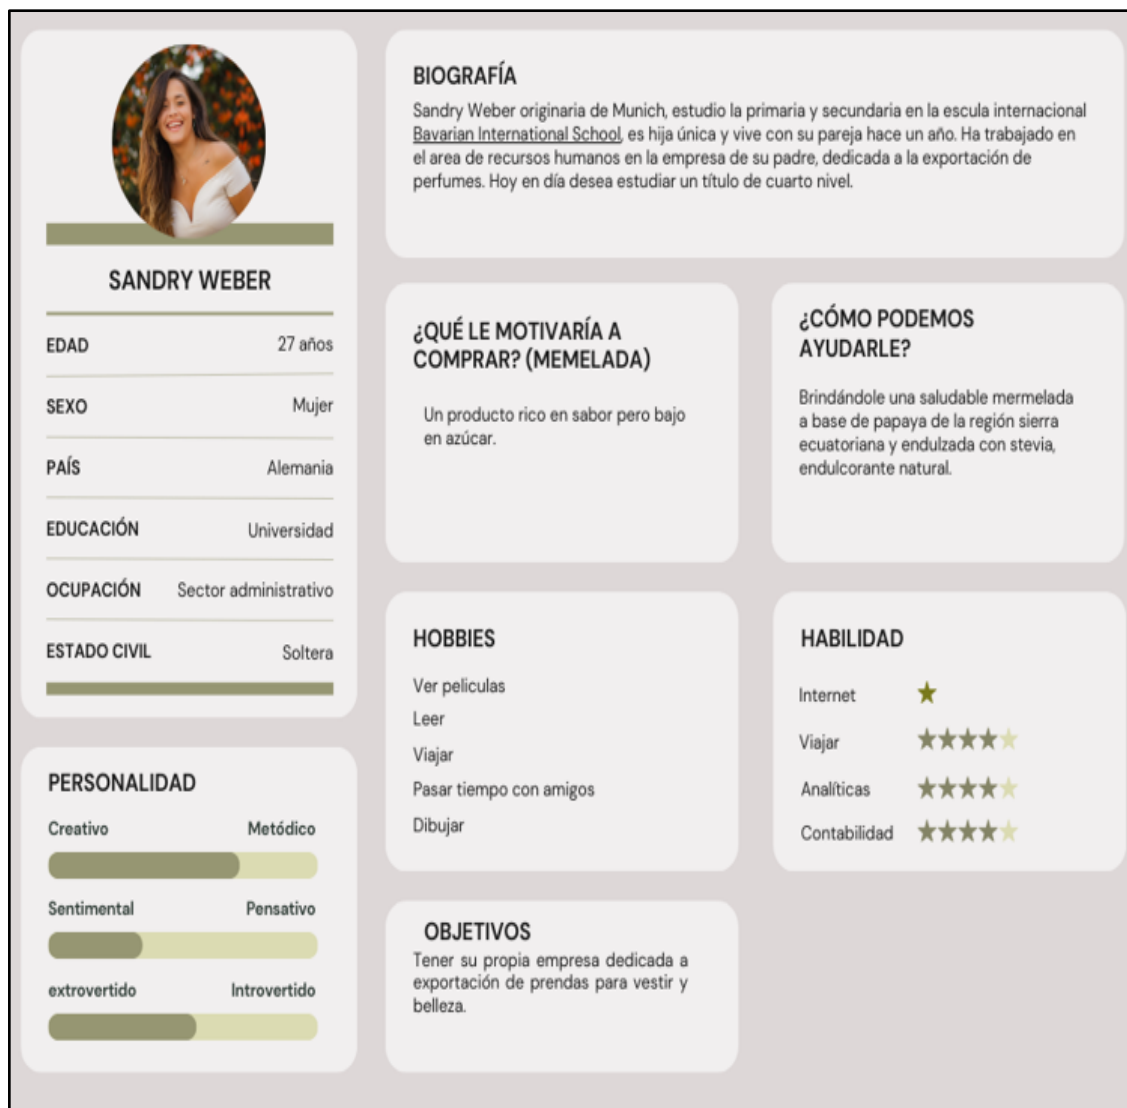 SANDRY WEBER
EDAD 27 años
SEXO Mujer
PAÍS Alemania
EDUCACIÓN Universidad
OCUPACIÓN Sector administrativo
ESTADO CIVIL Soltera
PERSONALIDAD
Creativo Metódico
Sentimental Pensativo
extrovertido Introvertido
BIOGRAFÍA
Sandry Weber originaria de Munich, estudio la primaria y secundaria en la escula internacional
Bavarian International School, es hija única y vive con su pareja hace un año. Ha trabajado en
el area de recursos humanos en la empresa de su padre, dedicada a la exportación de
perfumes. Hoy en día desea estudiar un título de cuarto nivel.
¿QUÉ LE MOTIVARÍA A
COMPRAR? (MEMELADA)
Un producto rico en sabor pero bajo
en azúcar.
¿CÓMO PODEMOS
AYUDARLE?
Brindándole una saludable mermelada
a base de papaya de la región sierra
ecuatoriana y endulzada con stevia,
endulcorante natural.
HOBBIES
Ver peliculas
Leer
Viajar
Pasar tiempo con amigos
Dibujar
HABILIDAD
Internet
Viajar
Analíticas
Contabilidad
OBJETIVOS
Tener su propia empresa dedicada a
exportación de prendas para vestir y
belleza.